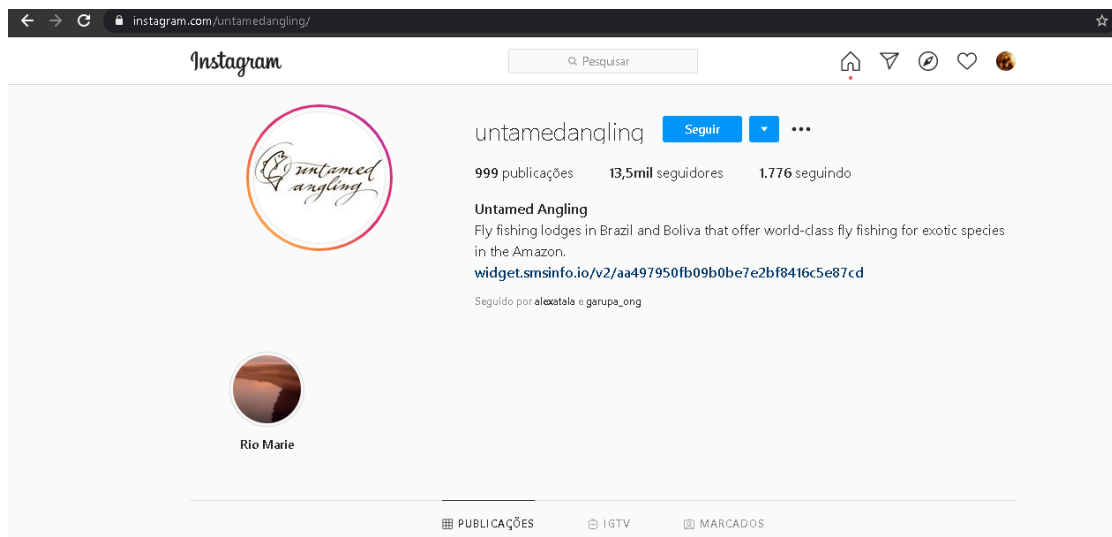 instagram.com/untamedangling/
Instagram
Pesquisar
untamed
angling
untamedangling
Seguir
999 publicações 13,5mil seguidores 1.776 seguindo
Untamed Angling
Fly fishing lodges in Brazil and Boliva that offer world-class fly fishing for exotic species
in the Amazon.
widget.smsinfo.io/v2/aa497950fb09b0be7e2bf8416c5e87cd
Seguido por alexatala e garupa_ong
Rio Marie
PUBLICAÇÕES IGTV MARCADOS